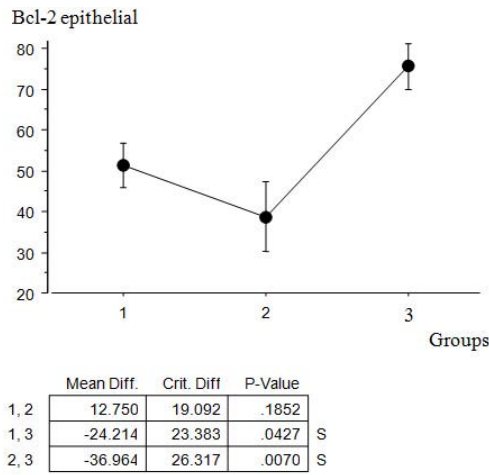 Bcl-2 epithelial
80
70
60
50
40
30
20
1 2 3
Groups
Mean Diff. Crit. Diff P-Value
1, 2 12.750 19.092 .1852
1, 3 -24.214 23.383 .0427 S
2, 3 -36.964 26.317 .0070 S